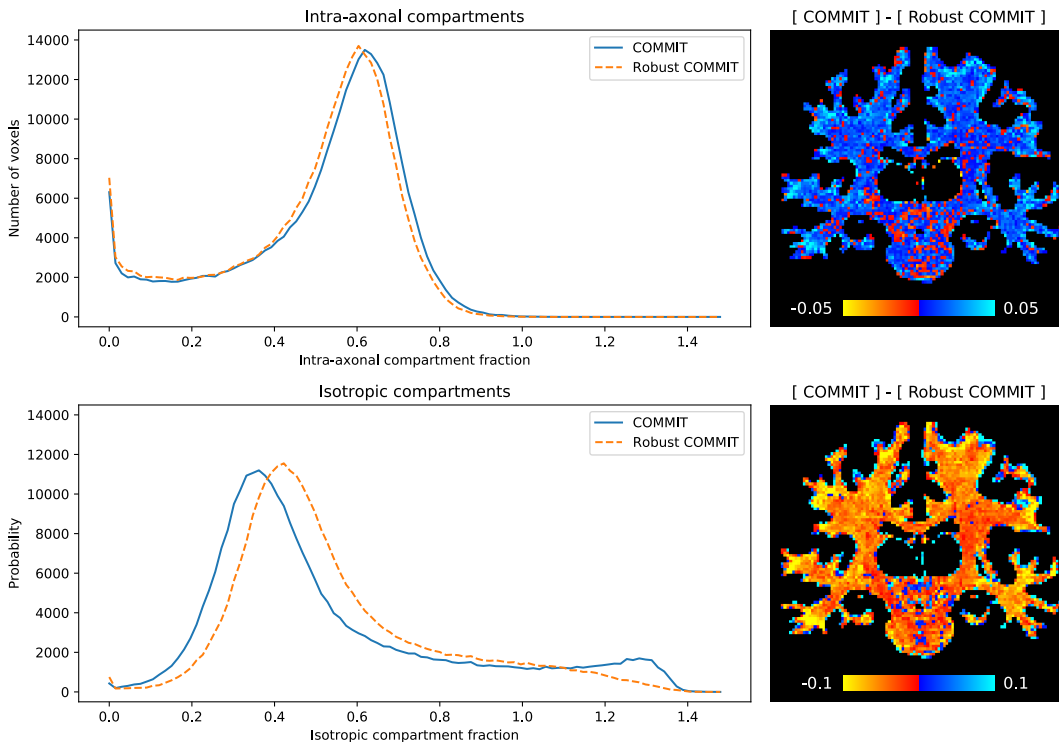 Intra-axonal compartments
[ COMMIT ] - [ Robust COMMIT ]
14000
12000
10000
8000
6000
4000
2000
0
Number of voxels
COMMIT
Robust COMMIT
0.0 0.2 0.4 0.6 0.8 1.0 1.2 1.4
Intra-axonal compartment fraction
-0.05 0.05
Isotropic compartments
[ COMMIT ] - [ Robust COMMIT ]
14000
12000
10000
8000
6000
4000
2000
0
Probability
COMMIT
Robust COMMIT
0.0 0.2 0.4 0.6 0.8 1.0 1.2 1.4
Isotropic compartment fraction
-0.1 0.1